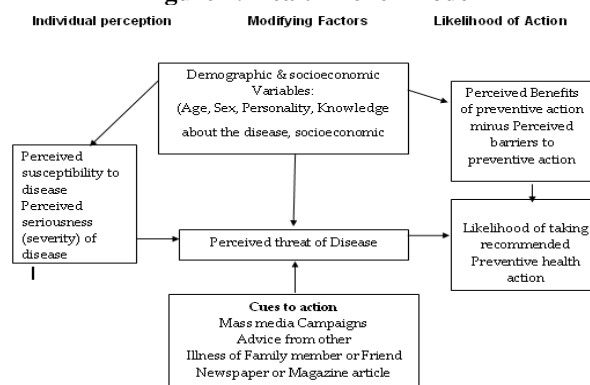 Individual perception
Modifying Factors
Likelihood of Action
Demographic & socioeconomic
Variables:
(Age, Sex, Personality, Knowledge
about the disease, socioeconomic
Perceived Benefits
of preventive action
minus Perceived
barriers to
preventive action
Perceived
susceptibility to
disease
Perceived
seriousness
(severity) of
disease
Perceived threat of Disease
Likelihood of taking
recommended
Preventive health
action
Cues to action
Mass media Campaigns
Advice from other
Illness of Family member or Friend
Newspaper or Magazine article